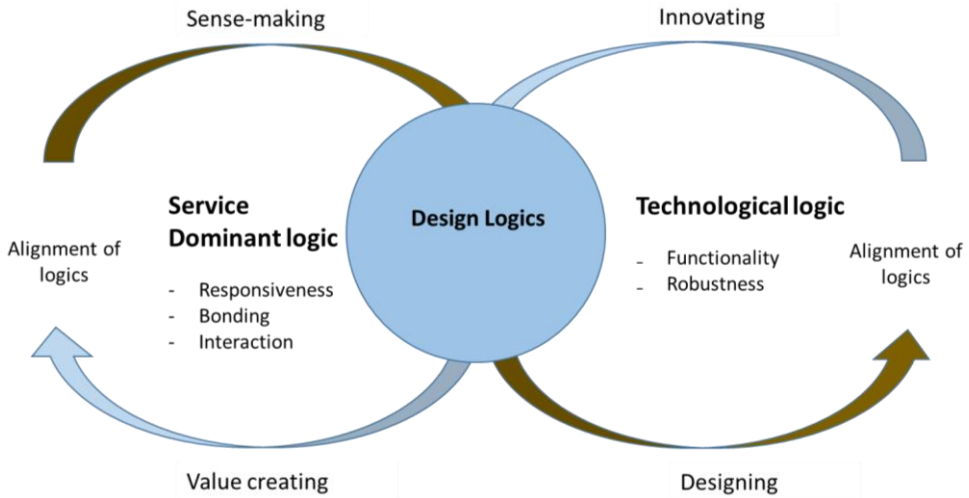 Sense-making
Innovating
Service
Dominant logic
- Responsiveness
- Bonding
- Interaction
Design Logics
Technological logic
- Functionality
- Robustness
Alignment of
logics
Alignment of
logics
Value creating
Designing